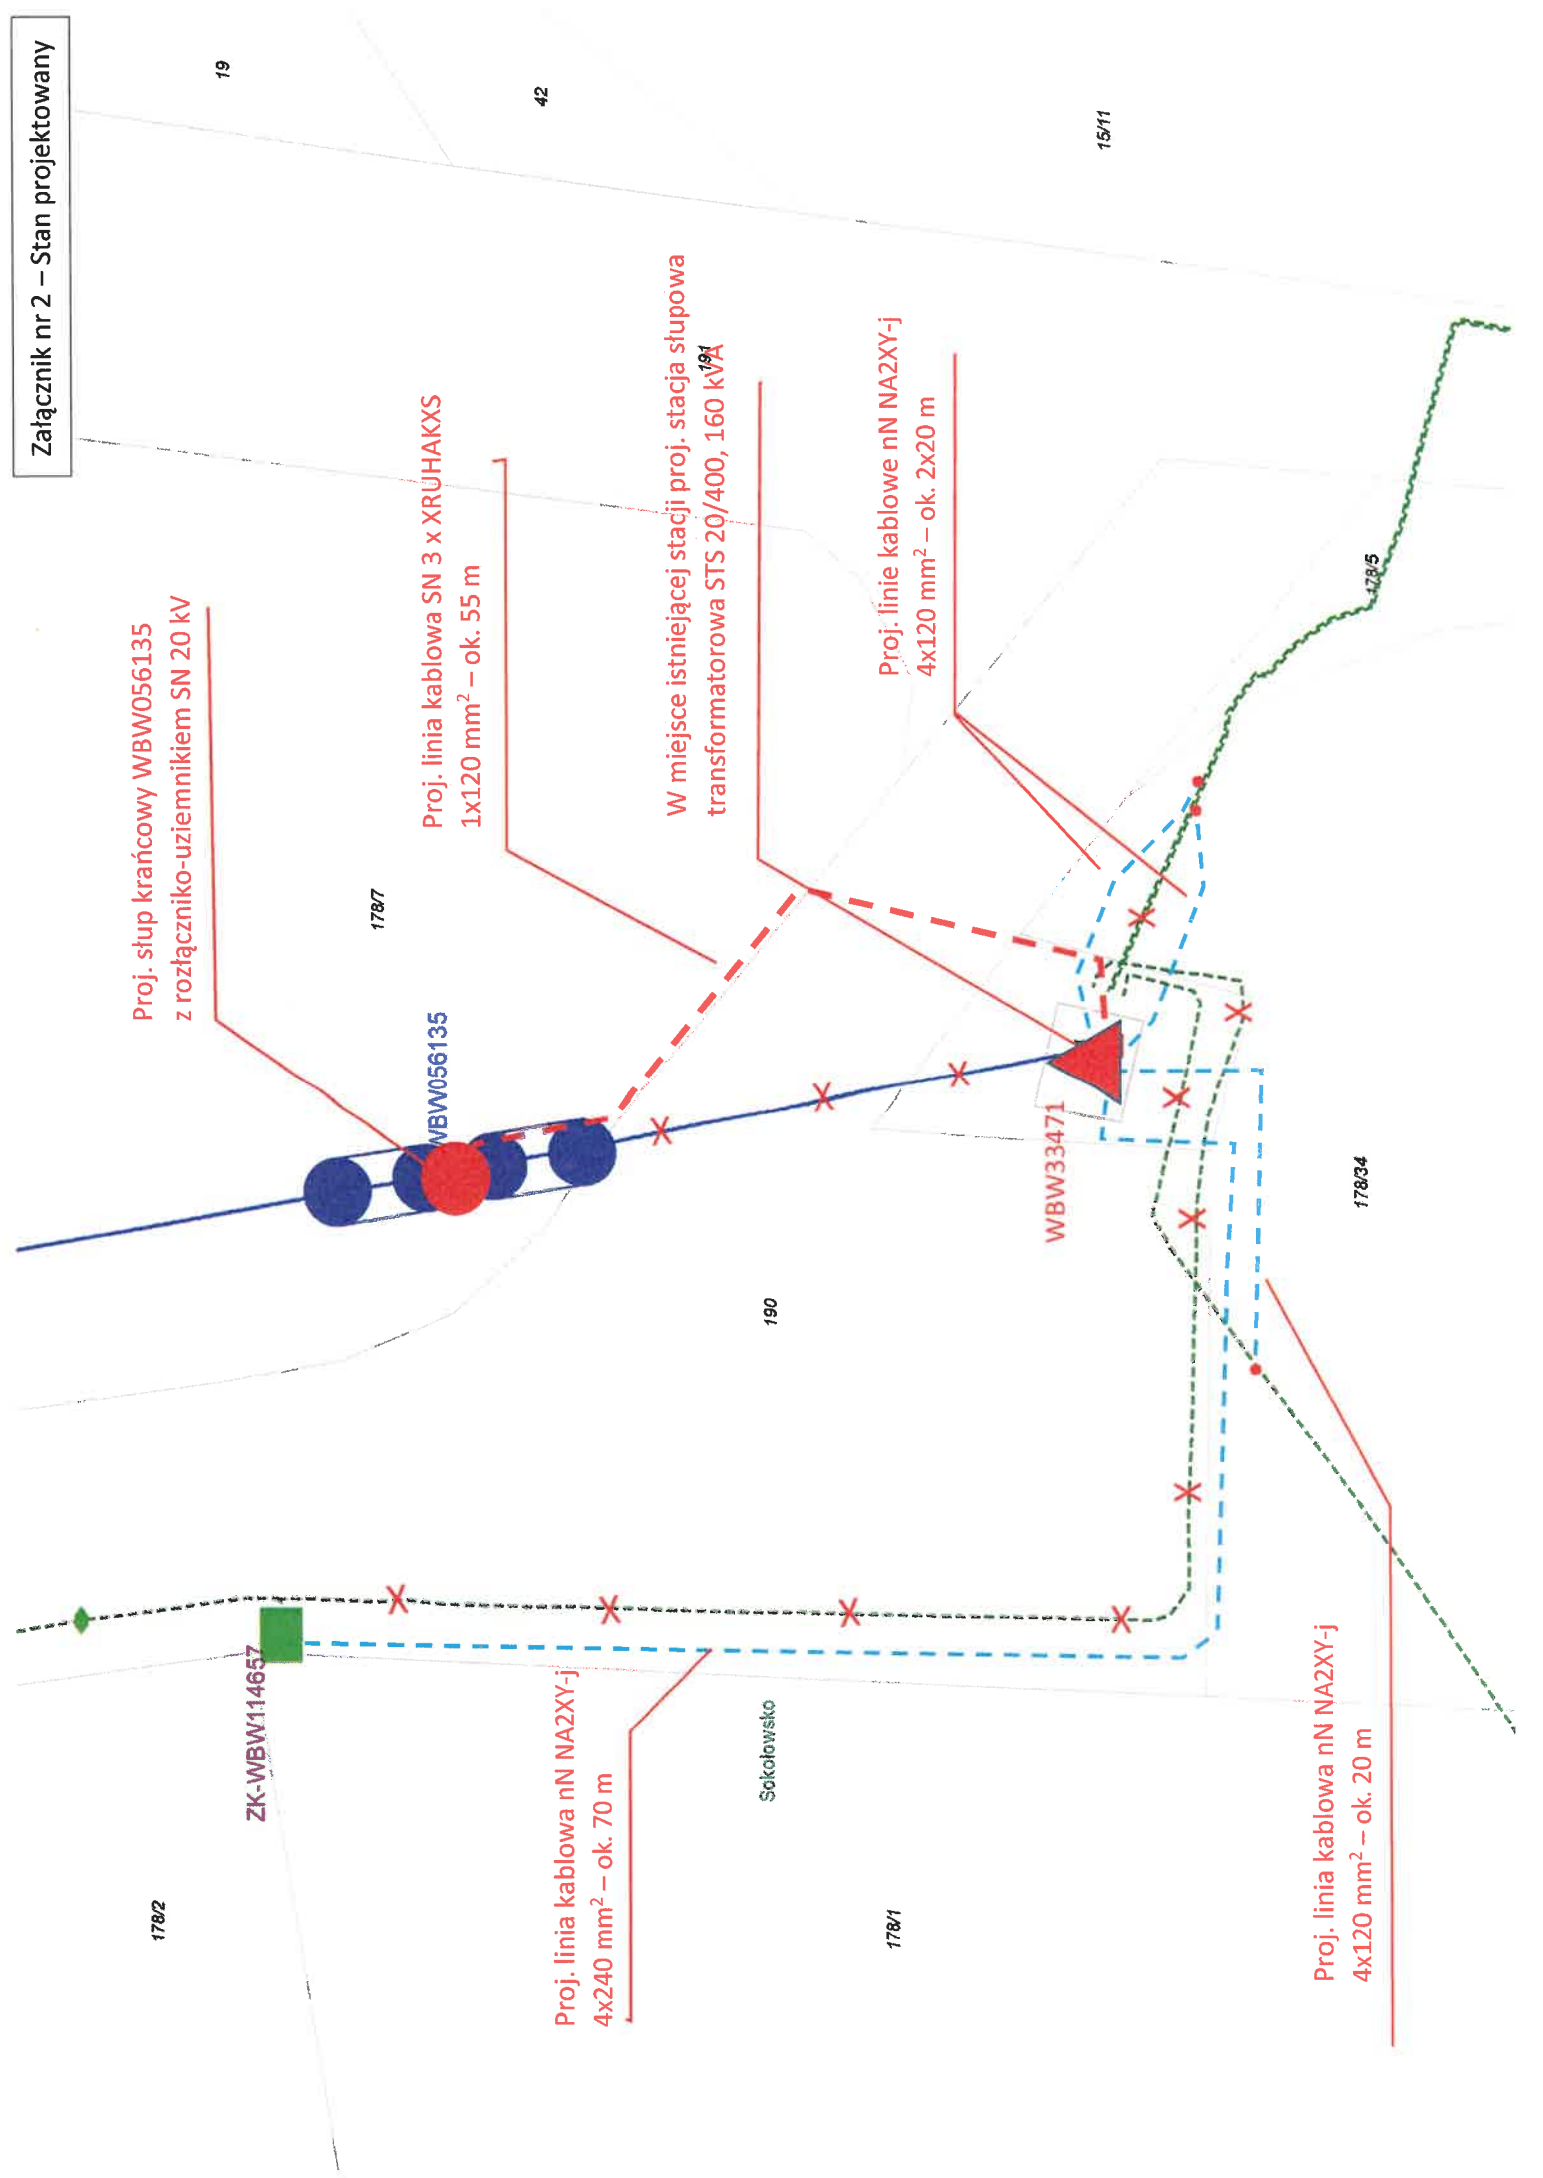 Załącznik nr 2 – Stan projektowany
19
42
15/11
Proj. słup krańcowy WBW056135
z rozłączniko-uziemnikiem SN 20 kV
Proj. linia kablowa SN 3 x XRUHAKXS
1x120 mm² – ok. 55 m
W miejsce istniejącej stacji proj. stacja słupowa
transformatorowa STS 20/400, 160 kVA
191
Proj. linie kablowe nN NA2XY-j
4x120 mm² – ok. 2x20 m
178/5
178/7
WBW056135
WBW33471
190
178/34
ZK-WBW114657
Proj. linia kablowa nN NA2XY-j
4x240 mm² – ok. 70 m
Sokołowsko
Proj. linia kablowa nN NA2XY-j
4x120 mm² – ok. 20 m
178/2
178/1